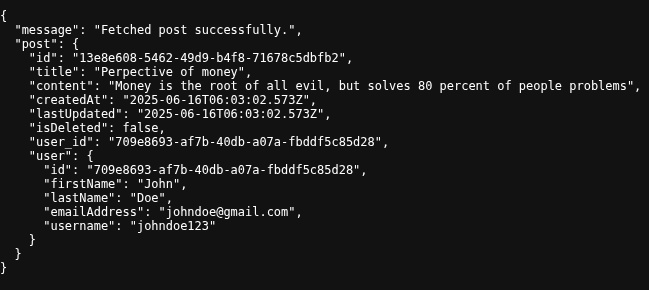 {
  "message": "Fetched post successfully.",
  "post": {
    "id": "13e8e608-5462-49d9-b4f8-71678c5dbfb2",
    "title": "Perpective of money",
    "content": "Money is the root of all evil, but solves 80 percent of people problems",
    "createdAt": "2025-06-16T06:03:02.573Z",
    "lastUpdated": "2025-06-16T06:03:02.573Z",
    "isDeleted": false,
    "user_id": "709e8693-af7b-40db-a07a-fbddf5c85d28",
    "user": {
      "id": "709e8693-af7b-40db-a07a-fbddf5c85d28",
      "firstName": "John",
      "lastName": "Doe",
      "emailAddress": "johndoe@gmail.com",
      "username": "johndoe123"
    }
  }
}